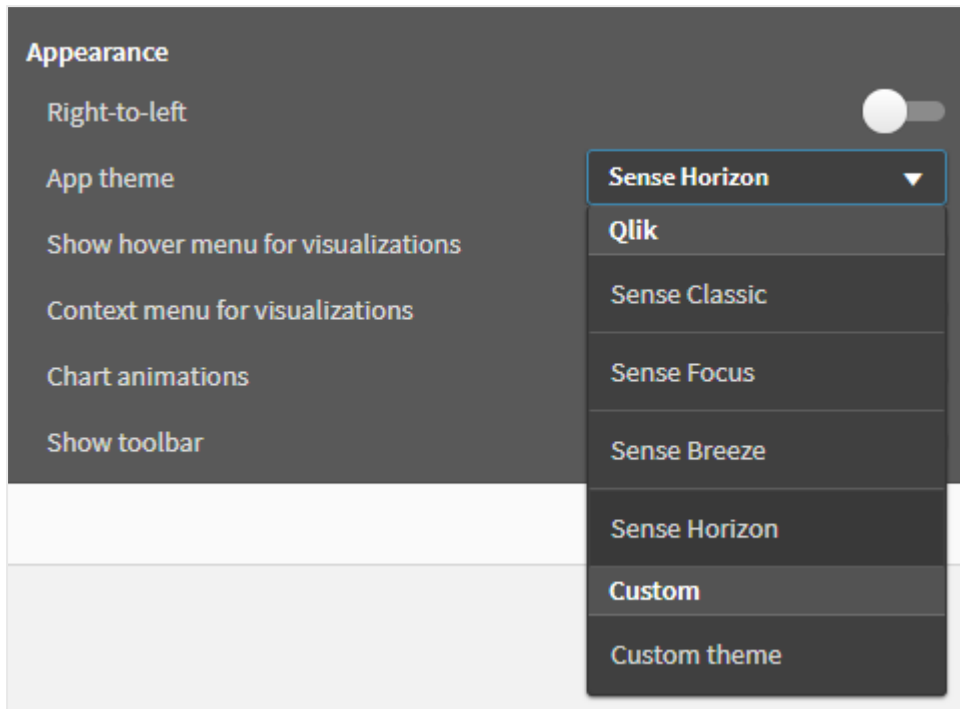 Appearance
Right-to-left
App theme
Sense Horizon
Show hover menu for visualizations
Context menu for visualizations
Chart animations
Show toolbar
Qlik
Sense Classic
Sense Focus
Sense Breeze
Sense Horizon
Custom
Custom theme